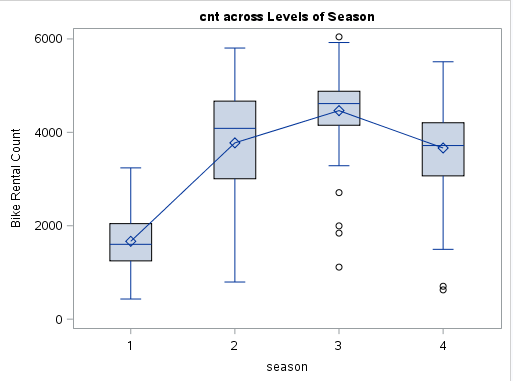 cnt across Levels of Season
6000
4000
2000
0
Bike Rental Count
1 2 3 4
season